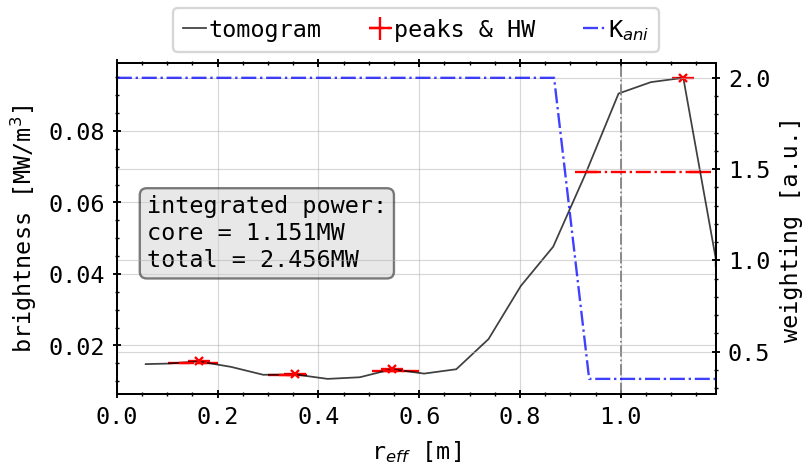 tomogram peaks & HW K_ani
brightness [MW/m³]
0.08
0.06
0.04
0.02
integrated power:
core = 1.151MW
total = 2.456MW
2.0
1.5
1.0
0.5
weighting [a.u.]
0.0 0.2 0.4 0.6 0.8 1.0
r_eff [m]